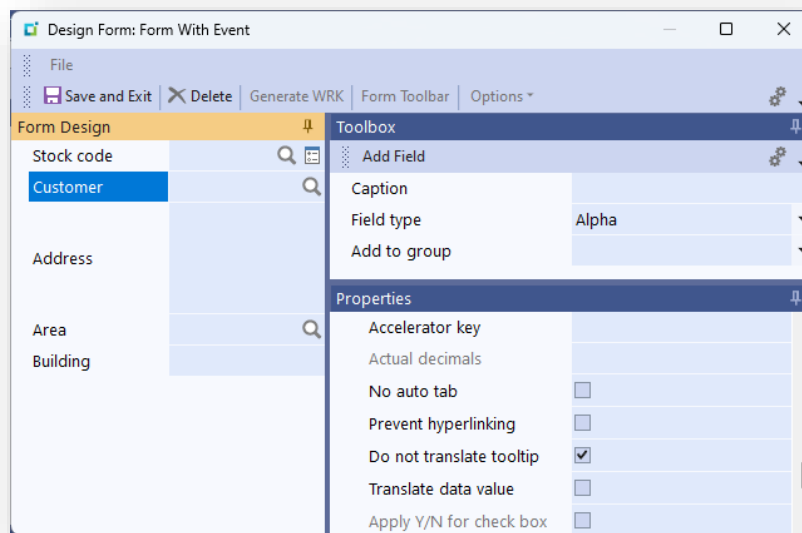 Design Form: Form With Event
File
Save and Exit Delete Generate WRK Form Toolbar Options
Form Design
Stock code
Customer
Address
Area
Building
Toolbox
Add Field
Caption
Field type Alpha
Add to group
Properties
Accelerator key
Actual decimals
No auto tab
Prevent hyperlinking
Do not translate tooltip
Translate data value
Apply Y/N for check box